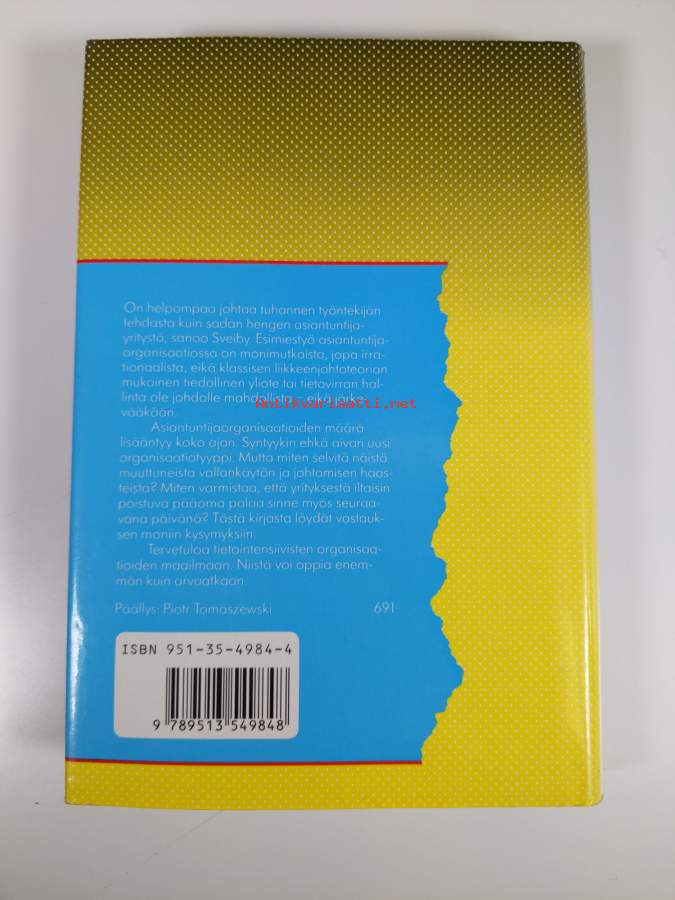 On helpompaa johtaa tuhannen työntekijän
tehdasta kuin sadan hengen asiantuntija-
yritystä, sanoo Sveiby. Esimiestyö asiantuntija-
organisaatiossa on monimutkaista, jopa irra-
tionaalista, eikä klassisen liikkeenjohtoteorian
mukainen tiedollinen yliote tai tietovirran hal-
linta ole johdolle mahdollista – eikä järke-
vääkään.
Antikvariaatti.net
Asiantuntijaorganisaatioiden määrä
lisääntyy koko ajan. Syntyykin ehkä aivan uusi
organisaatiotyyppi. Mutta miten selvitä näistä
muuttuneista vallankäytön ja johtamisen haas-
teista? Miten varmistaa, että yrityksestä iltaisin
poistuva pääoma palaa sinne myös seuraa-
vana päivänä? Tästä kirjasta löydät vastauk-
sen moniin kysymyksiin.
Tervetuloa tietointensiivisten organisaa-
tioiden maailmaan. Niistä voi oppia enem-
män kuin arvaatkaan.
Päällys: Piotr Tomaszewski 691
ISBN 951-35-4984-4
9 789513 549848